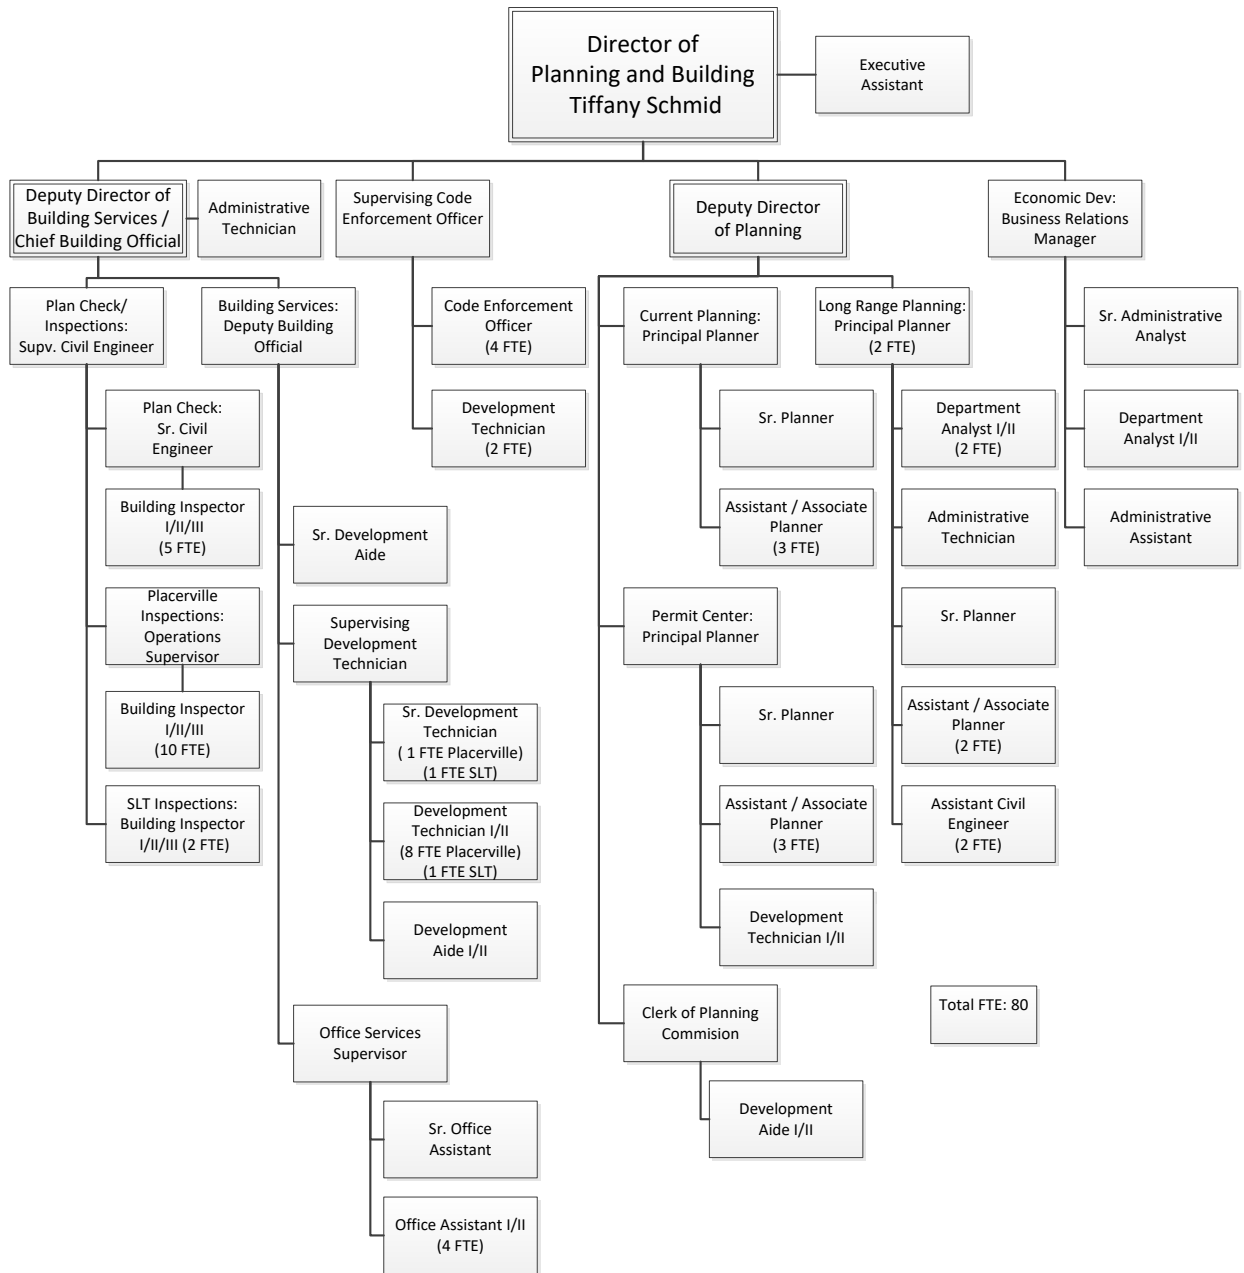 Director of
Planning and Building
Tiffany Schmid
Executive
Assistant
Deputy Director of
Building Services /
Chief Building Official
Administrative
Technician
Supervising Code
Enforcement Officer
Deputy Director
of Planning
Economic Dev:
Business Relations
Manager
Plan Check/
Inspections:
Supv. Civil Engineer
Building Services:
Deputy Building
Official
Code Enforcement
Officer
(4 FTE)
Current Planning:
Principal Planner
Long Range Planning:
Principal Planner
(2 FTE)
Sr. Administrative
Analyst
Plan Check:
Sr. Civil
Engineer
Development
Technician
(2 FTE)
Sr. Planner
Department
Analyst I/II
(2 FTE)
Department
Analyst I/II
Building Inspector
I/II/III
(5 FTE)
Sr. Development
Aide
Assistant / Associate
Planner
(3 FTE)
Administrative
Technician
Administrative
Assistant
Placerville
Inspections:
Operations
Supervisor
Supervising
Development
Technician
Permit Center:
Principal Planner
Sr. Planner
Building Inspector
I/II/III
(10 FTE)
Sr. Development
Technician
( 1 FTE Placerville)
(1 FTE SLT)
Sr. Planner
Assistant / Associate
Planner
(2 FTE)
SLT Inspections:
Building Inspector
I/II/III (2 FTE)
Development
Technician I/II
(8 FTE Placerville)
(1 FTE SLT)
Assistant / Associate
Planner
(3 FTE)
Assistant Civil
Engineer
(2 FTE)
Development
Aide I/II
Development
Technician I/II
Office Services
Supervisor
Clerk of Planning
Commision
Total FTE: 80
Sr. Office
Assistant
Development
Aide I/II
Office Assistant I/II
(4 FTE)